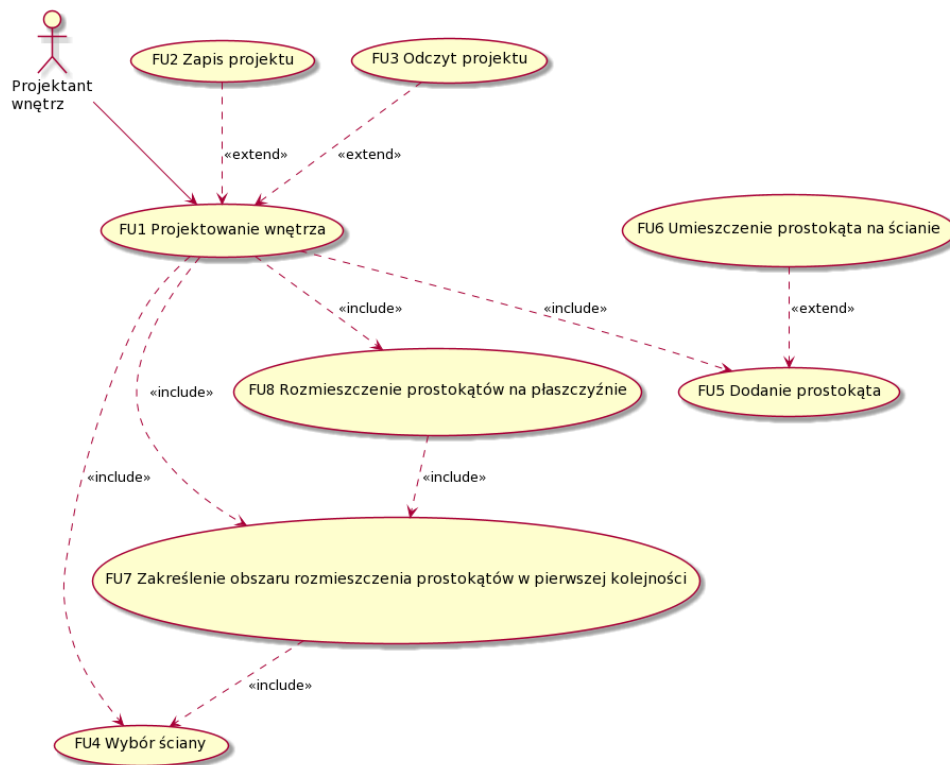 FU2 Zapis projektu
FU3 Odczyt projektu
Projektant
wnętrz
«extend»
«extend»
FU1 Projektowanie wnętrza
FU6 Umieszczenie prostokąta na ścianie
«include»
«include»
«extend»
FU8 Rozmieszczenie prostokątów na płaszczyźnie
FU5 Dodanie prostokąta
«include»
«include»
«include»
FU7 Zakreślenie obszaru rozmieszczenia prostokątów w pierwszej kolejności
«include»
FU4 Wybór ściany